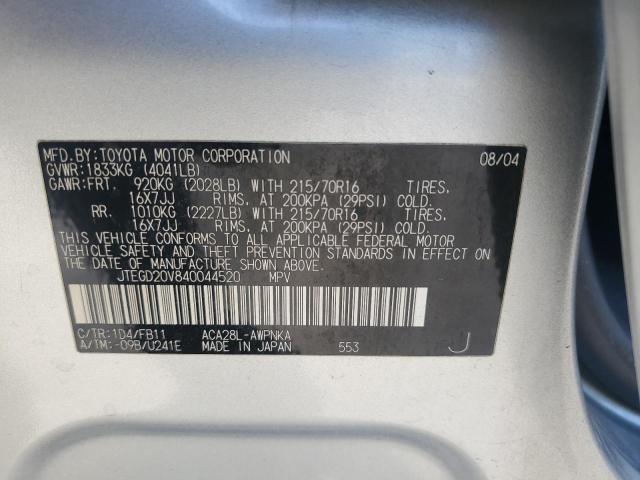 MFD.BY:TOYOTA MOTOR CORPORATION 08/04
GVWR:1833KG (4041LB)
GAWR:FRT. 920KG (2028LB) WITH 215/70R16 TIRES.
16X7JJ RIMS. AT 200KPA (29PSI) COLD.
RR. 1010KG (2227LB) WITH 215/70R16 TIRES.
16X7JJ RIMS. AT 200KPA (29PSI) COLD.
THIS VEHICLE CONFORMS TO ALL APPLICABLE FEDERAL MOTOR
VEHICLE SAFETY AND THEFT PREVENTION STANDARDS IN EFFECT ON
THE DATE OF MANUFACTURE SHOWN ABOVE.
JTEGD20V840044520 MPV
C/TR:1D4/FB11 ACA28L-AWPNKA
A/TM:-09B/U241E MADE IN JAPAN 553 J